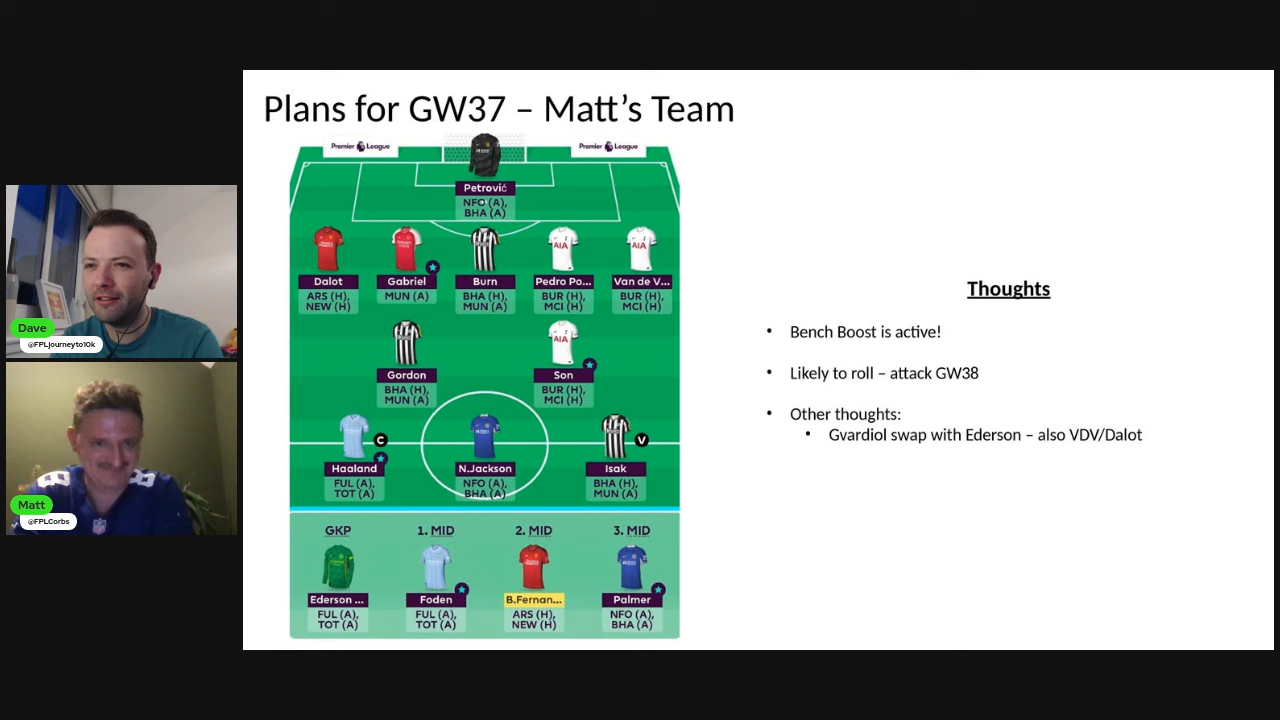 Plans for GW37 – Matt's Team
Premier League
Premier League
Petrović
NFO (A),
BHA (A)
AIA
AIA
Dalot
Gabriel
Burn
Pedro Po...
Van de V...
ARS (H),
NEW (H)
MUN (A)
BHA (H),
MUN (A)
BUR (H),
MCI (H)
BUR (H),
MCI (H)
AIA
Gordon
Son
BHA (H),
MUN (A)
BUR (H),
MCI (H)
C
V
Haaland
N.Jackson
Isak
FUL (A),
TOT (A)
NFO (A),
BHA (A)
BHA (H),
MUN (A)
GKP
1. MID
2. MID
3. MID
Ederson ...
Foden
B.Fernan...
Palmer
FUL (A),
TOT (A)
FUL (A),
TOT (A)
ARS (H),
NEW (H)
NFO (A),
BHA (A)
Thoughts
• Bench Boost is active!
• Likely to roll – attack GW38
• Other thoughts:
• Gvardiol swap with Ederson – also VDV/Dalot
Dave
@FPLjourneyto10k
Matt
@FPLCorbs